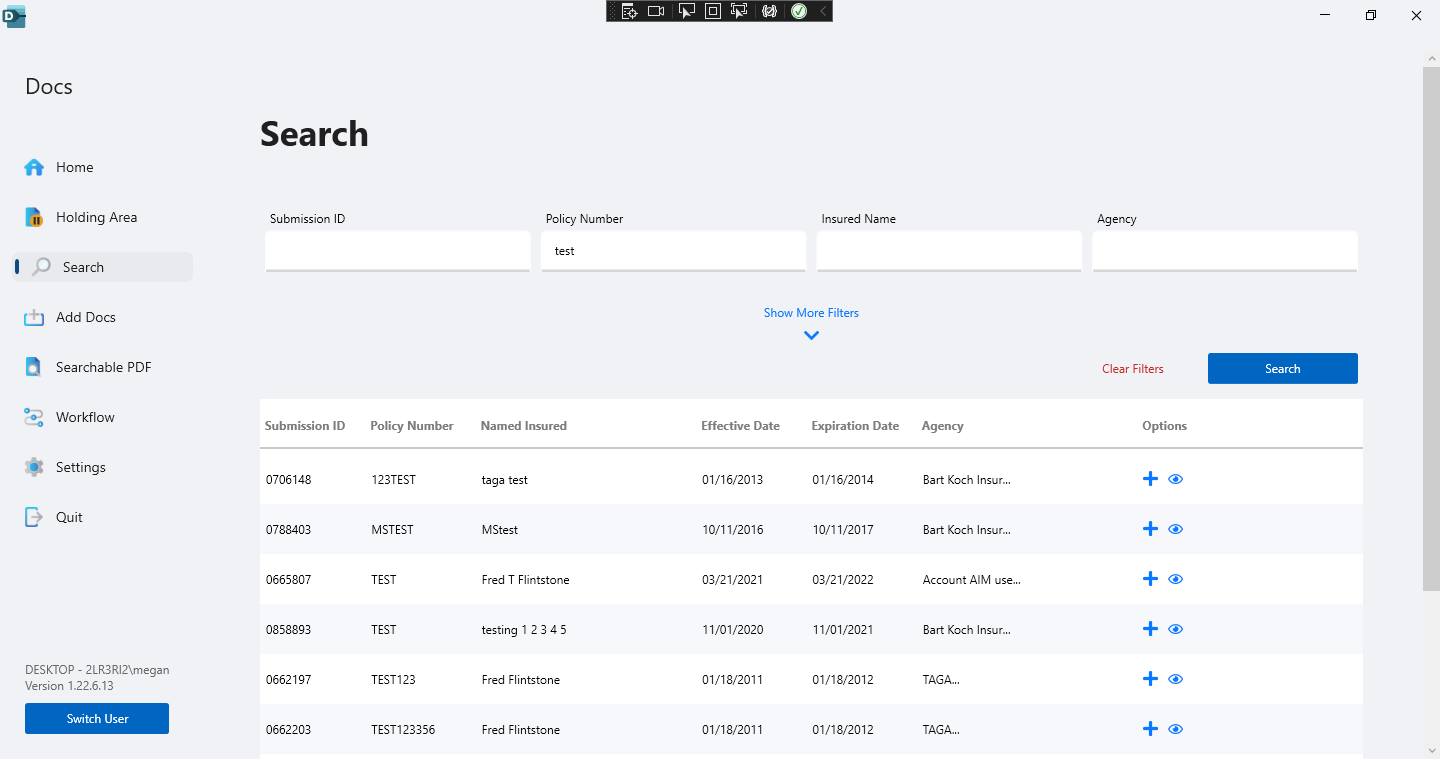 D
Docs
Search
Home
Holding Area
Search
Add Docs
Searchable PDF
Workflow
Settings
Quit
Submission ID Policy Number Insured Name Agency
test
Show More Filters
Clear Filters Search
Submission ID Policy Number Named Insured Effective Date Expiration Date Agency Options
0706148 123TEST taga test 01/16/2013 01/16/2014 Bart Koch Insur...
0788403 MSTEST MStest 10/11/2016 10/11/2017 Bart Koch Insur...
0665807 TEST Fred T Flintstone 03/21/2021 03/21/2022 Account AIM use...
0858893 TEST testing 1 2 3 4 5 11/01/2020 11/01/2021 Bart Koch Insur...
0662197 TEST123 Fred Flintstone 01/18/2011 01/18/2012 TAGA...
0662203 TEST123356 Fred Flintstone 01/18/2011 01/18/2012 TAGA...
DESKTOP - 2LR3RI2\megan
Version 1.22.6.13
Switch User